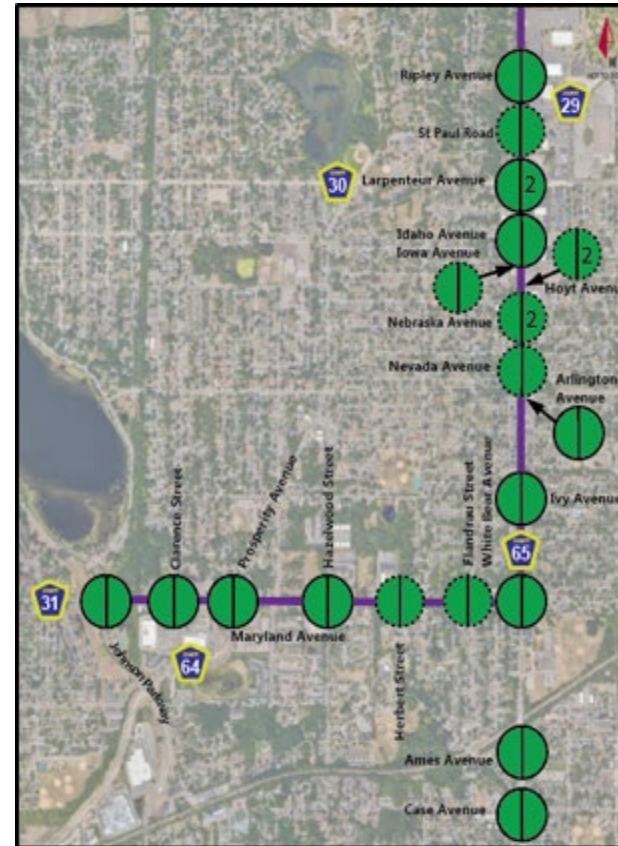 Ripley Avenue
COUNTY
29
St Paul Road
COUNTY
30
Larpenteur Avenue
2
Idaho Avenue
Iowa Avenue
2
Hoyt Avenue
Nebraska Avenue
2
Nevada Avenue
Arlington
Avenue
Clarence Street
Prosperity Avenue
Hazelwood Street
Flandrau Street
White Bear Avenue
Ivy Avenue
65
31
Maryland Avenue
64
Johnson Parkway
Herbert Street
Ames Avenue
Case Avenue